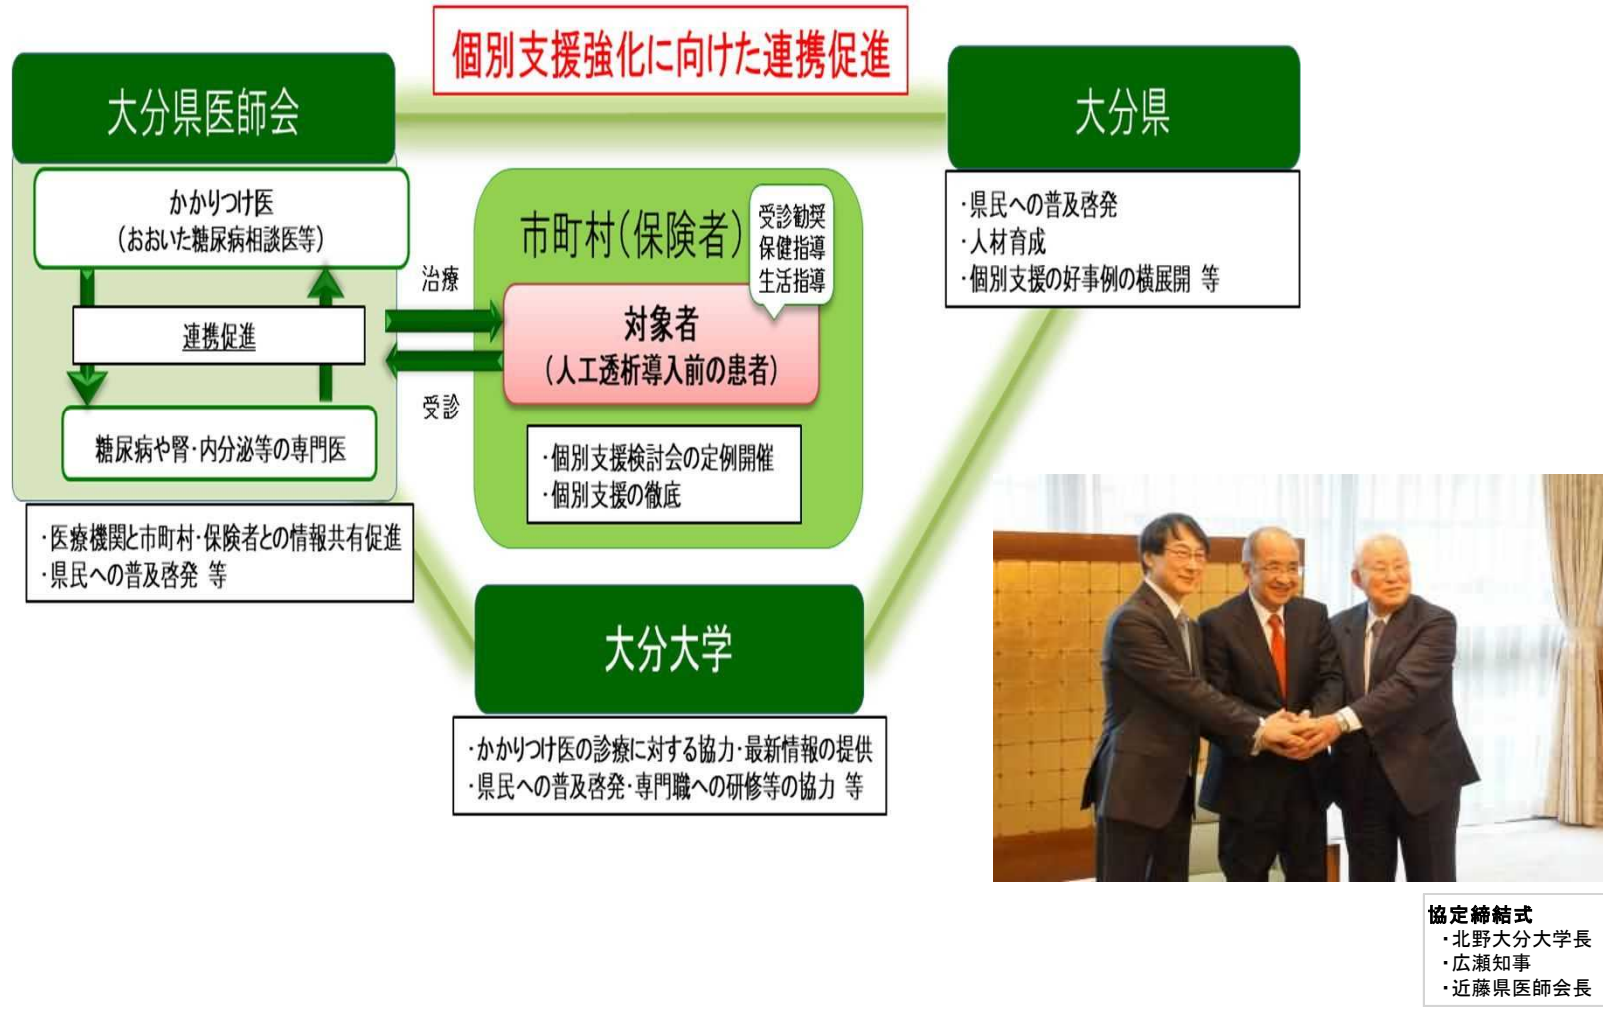 個別支援強化に向けた連携促進
大分県医師会
かかりつけ医
（おおいた糖尿病相談医等）
連携促進
糖尿病や腎・内分泌等の専門医
・医療機関と市町村・保険者との情報共有促進
・県民への普及啓発 等
治療
受診
市町村（保険者）
受診勧奨
保健指導
生活指導
対象者
（人工透析導入前の患者）
・個別支援検討会の定例開催
・個別支援の徹底
大分県
・県民への普及啓発
・人材育成
・個別支援の好事例の横展開 等
大分大学
・かかりつけ医の診療に対する協力・最新情報の提供
・県民への普及啓発・専門職への研修等の協力 等
協定締結式
・北野大分大学長
・広瀬知事
・近藤県医師会長